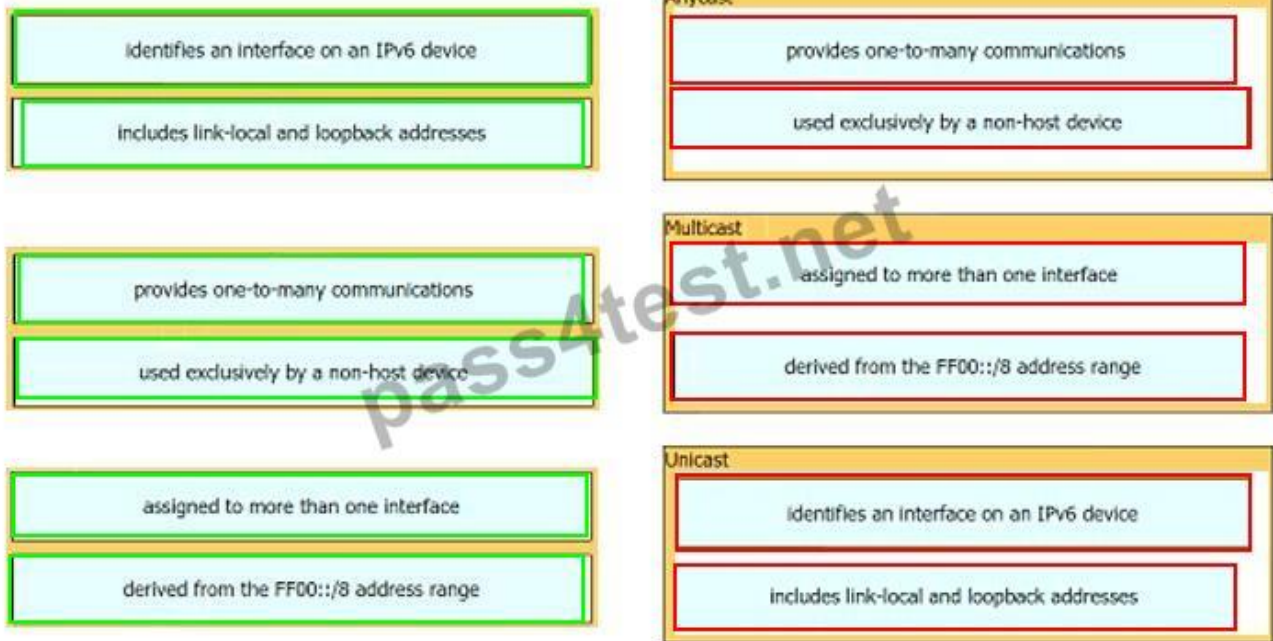 identifies an interface on an IPv6 device
includes link-local and loopback addresses
provides one-to-many communications
used exclusively by a non-host device
assigned to more than one interface
derived from the FF00::/8 address range
Anycast
provides one-to-many communications
used exclusively by a non-host device
Multicast
assigned to more than one interface
derived from the FF00::/8 address range
Unicast
identifies an interface on an IPv6 device
includes link-local and loopback addresses
pass4test.net